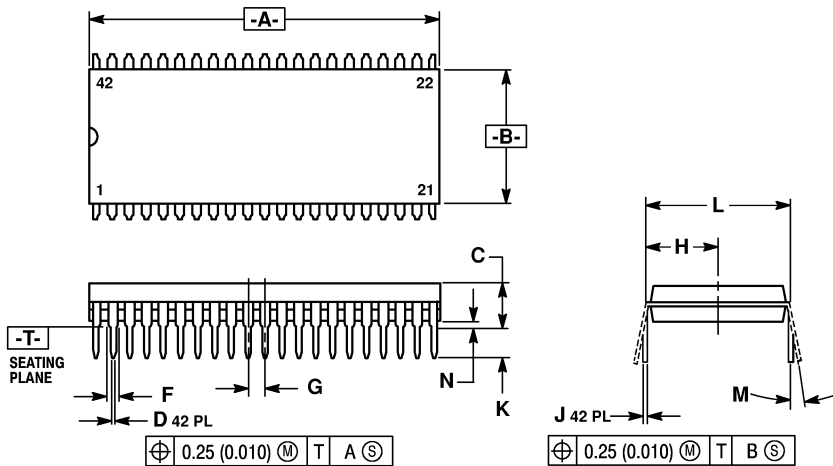 -A-
42 22
-B-
1 21
L
H
C
-T-
SEATING
PLANE
N
M
F
G
K
D 42 PL
J 42 PL
⌖ 0.25 (0.010) Ⓜ T A Ⓢ
⌖ 0.25 (0.010) Ⓜ T B Ⓢ